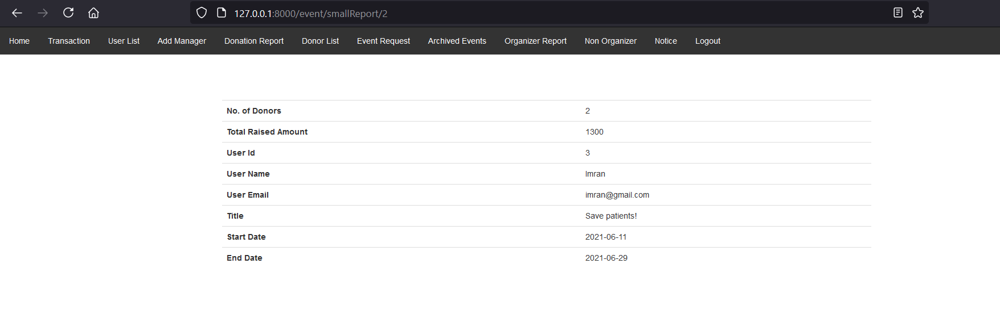 127.0.0.1:8000/event/smallReport/2
Home Transaction User List Add Manager Donation Report Donor List Event Request Archived Events Organizer Report Non Organizer Notice Logout
No. of Donors 2
Total Raised Amount 1300
User Id 3
User Name Imran
User Email imran@gmail.com
Title Save patients!
Start Date 2021-06-11
End Date 2021-06-29